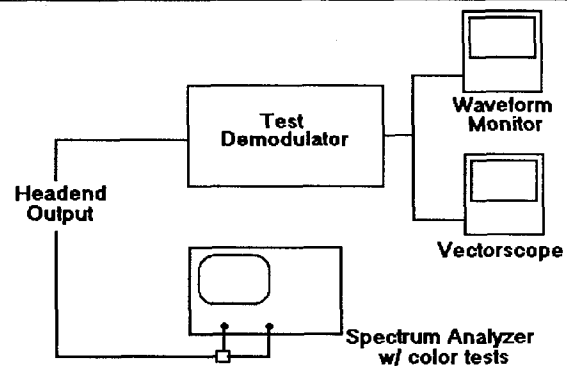 Test
Demodulator
Waveform
Monitor
Headend
Output
Vectorscope
Spectrum Analyzer
w/ color tests